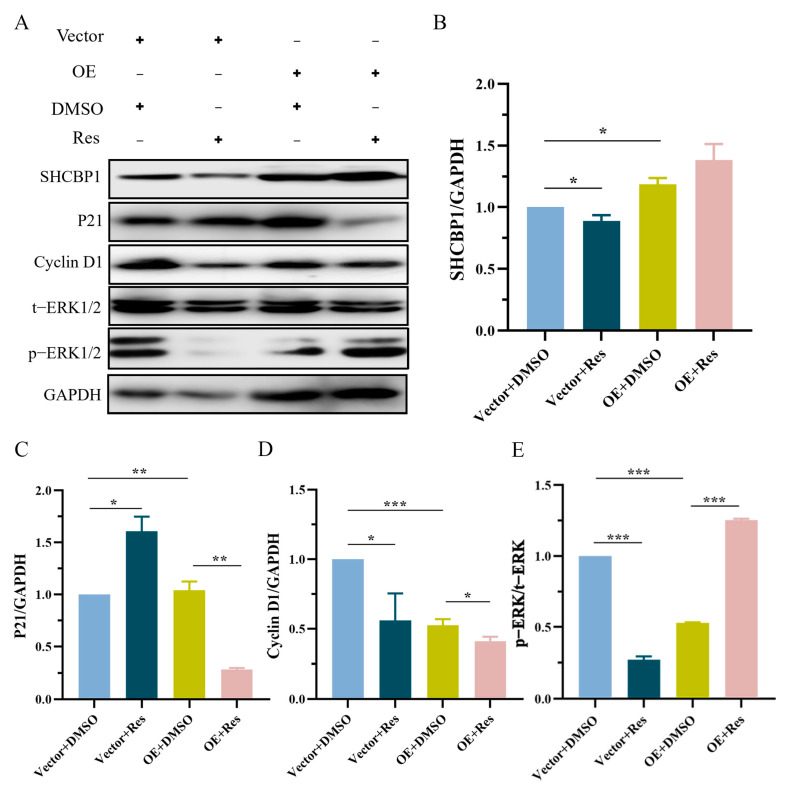 A
Vector + + – –
OE – – + +
DMSO + – + –
Res – + – +
SHCBP1
P21
Cyclin D1
t−ERK1/2
p−ERK1/2
GAPDH
B
SHCBP1/GAPDH
2.0
1.5
1.0
0.5
0.0
*
*
Vector+DMSO
Vector+Res
OE+DMSO
OE+Res
C
P21/GAPDH
2.0
1.5
1.0
0.5
0.0
**
*
**
Vector+DMSO
Vector+Res
OE+DMSO
OE+Res
D
Cyclin D1/GAPDH
1.5
1.0
0.5
0.0
***
*
*
Vector+DMSO
Vector+Res
OE+DMSO
OE+Res
E
p−ERK/t−ERK
1.5
1.0
0.5
0.0
***
***
***
Vector+DMSO
Vector+Res
OE+DMSO
OE+Res